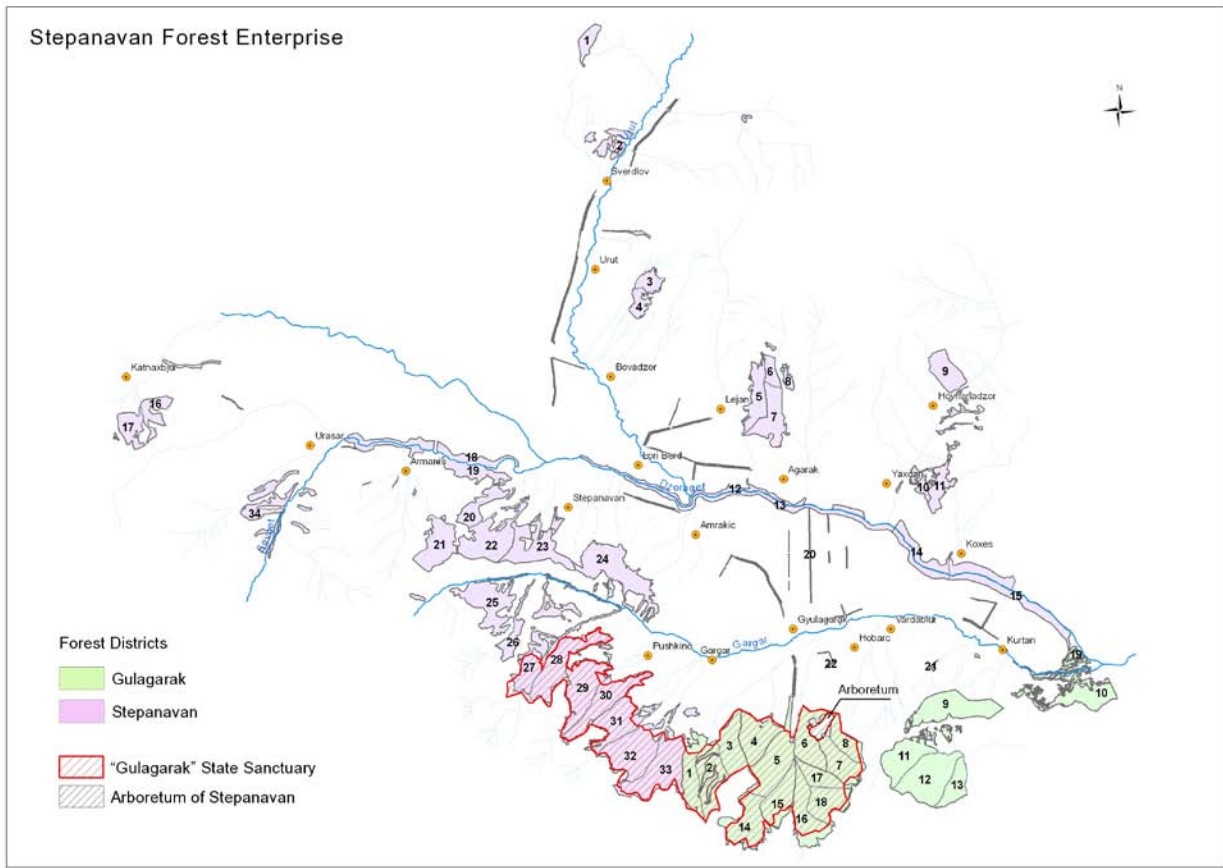 Stepanavan Forest Enterprise
1
N
2
Sverdlov
Urut
3
4
Katnaxbjur
Bovadzor
6
8
5
7
9
Lejan
16
17
Urasar
18
Lori Berd
Armanis
19
Dzoraget
12
Agarak
Yaxdan
10
11
13
34
20
Stepanavan
Amrakic
21
22
23
24
20
14
Koxes
15
25
26
Gyulagarak
Vardablur
Gargar
Hobarc
Kurtan
19
Pushkino
Gargar
22
21
27
28
Arboretum
29
30
9
10
31
3
4
6
8
32
33
1
2
5
7
11
12
13
17
15
18
14
16
Forest Districts
Gulagarak
Stepanavan
"Gulagarak" State Sanctuary
Arboretum of Stepanavan